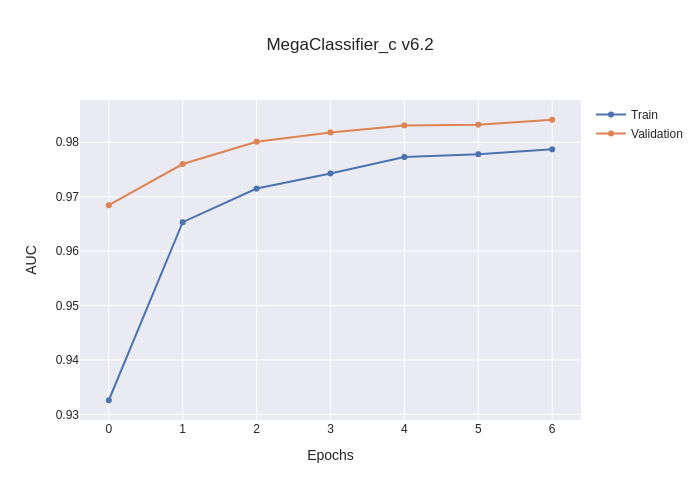 MegaClassifier_c v6.2
Train
Validation
AUC
0.98
0.97
0.96
0.95
0.94
0.93
0 1 2 3 4 5 6
Epochs